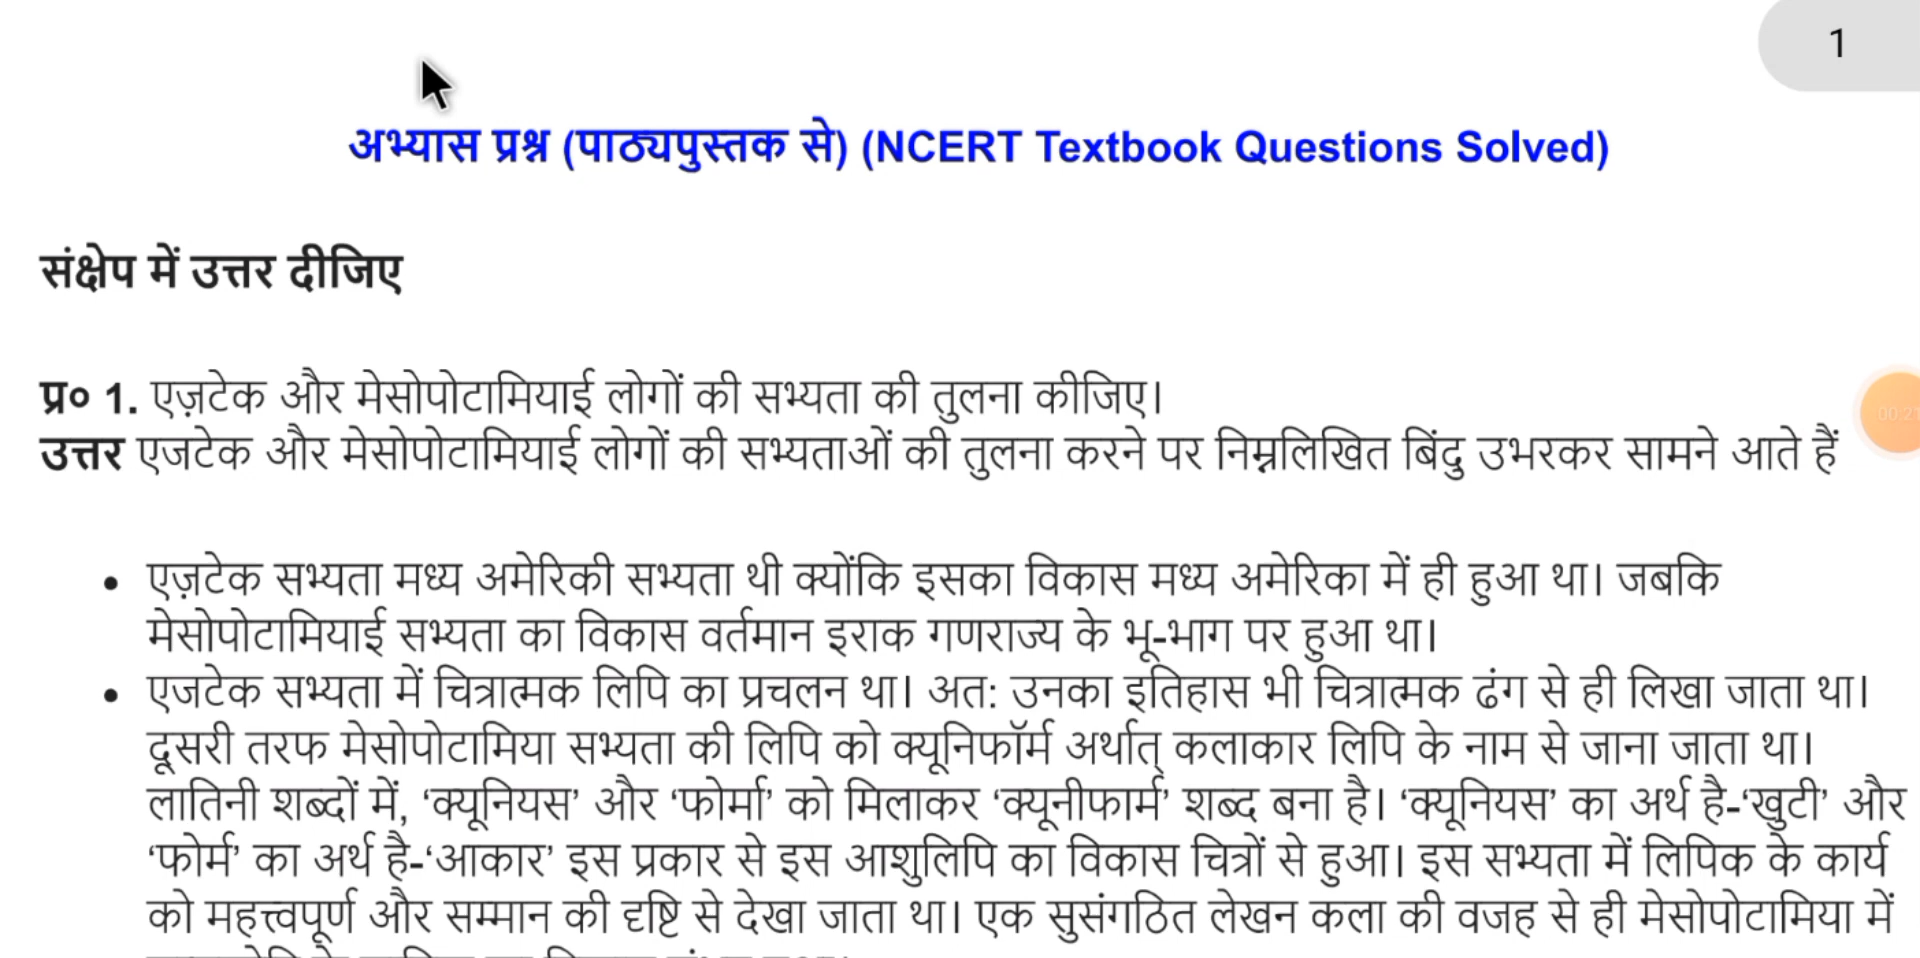 1
अभ्यास प्रश्न (पाठ्यपुस्तक से) (NCERT Textbook Questions Solved)
संक्षेप में उत्तर दीजिए
प्र० 1. एज़टेक और मेसोपोटामियाई लोगों की सभ्यता की तुलना कीजिए।
उत्तर एजटेक और मेसोपोटामियाई लोगों की सभ्यताओं की तुलना करने पर निम्नलिखित बिंदु उभरकर सामने आते हैं
• एज़टेक सभ्यता मध्य अमेरिकी सभ्यता थी क्योंकि इसका विकास मध्य अमेरिका में ही हुआ था। जबकि
मेसोपोटामियाई सभ्यता का विकास वर्तमान इराक गणराज्य के भू-भाग पर हुआ था।
• एजटेक सभ्यता में चित्रात्मक लिपि का प्रचलन था। अत: उनका इतिहास भी चित्रात्मक ढंग से ही लिखा जाता था।
दूसरी तरफ मेसोपोटामिया सभ्यता की लिपि को क्यूनिफॉर्म अर्थात् कलाकार लिपि के नाम से जाना जाता था।
लातिनी शब्दों में, ‘क्यूनियस’ और ‘फोर्मा’ को मिलाकर ‘क्यूनीफार्म’ शब्द बना है। ‘क्यूनियस’ का अर्थ है-‘खुटी’ और
‘फोर्म’ का अर्थ है-‘आकार’ इस प्रकार से इस आशुलिपि का विकास चित्रों से हुआ। इस सभ्यता में लिपिक के कार्य
को महत्त्वपूर्ण और सम्मान की दृष्टि से देखा जाता था। एक सुसंगठित लेखन कला की वजह से ही मेसोपोटामिया में